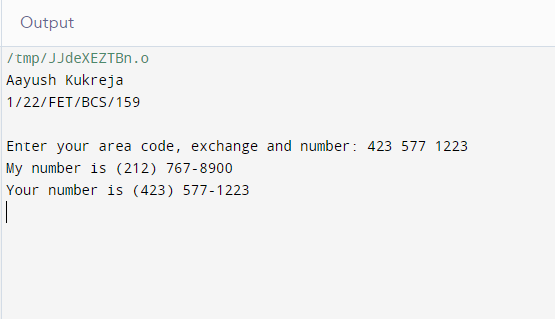 Output
/tmp/JJdeXEZTBn.o
Aayush Kukreja
1/22/FET/BCS/159
Enter your area code, exchange and number: 423 577 1223
My number is (212) 767-8900
Your number is (423) 577-1223